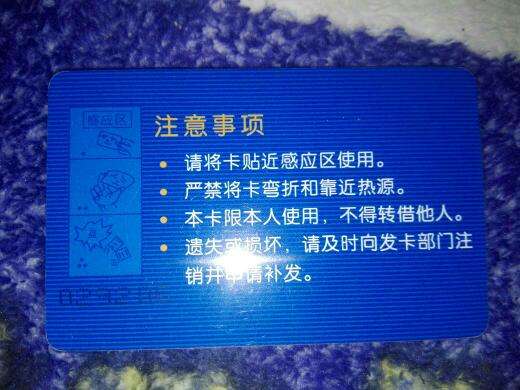 感应区
注意事项
请将卡贴近感应区使用。
严禁将卡弯折和靠近热源。
本卡限本人使用，不得转借他人。
遗失或损坏，请及时向发卡部门注
销并申请补发。